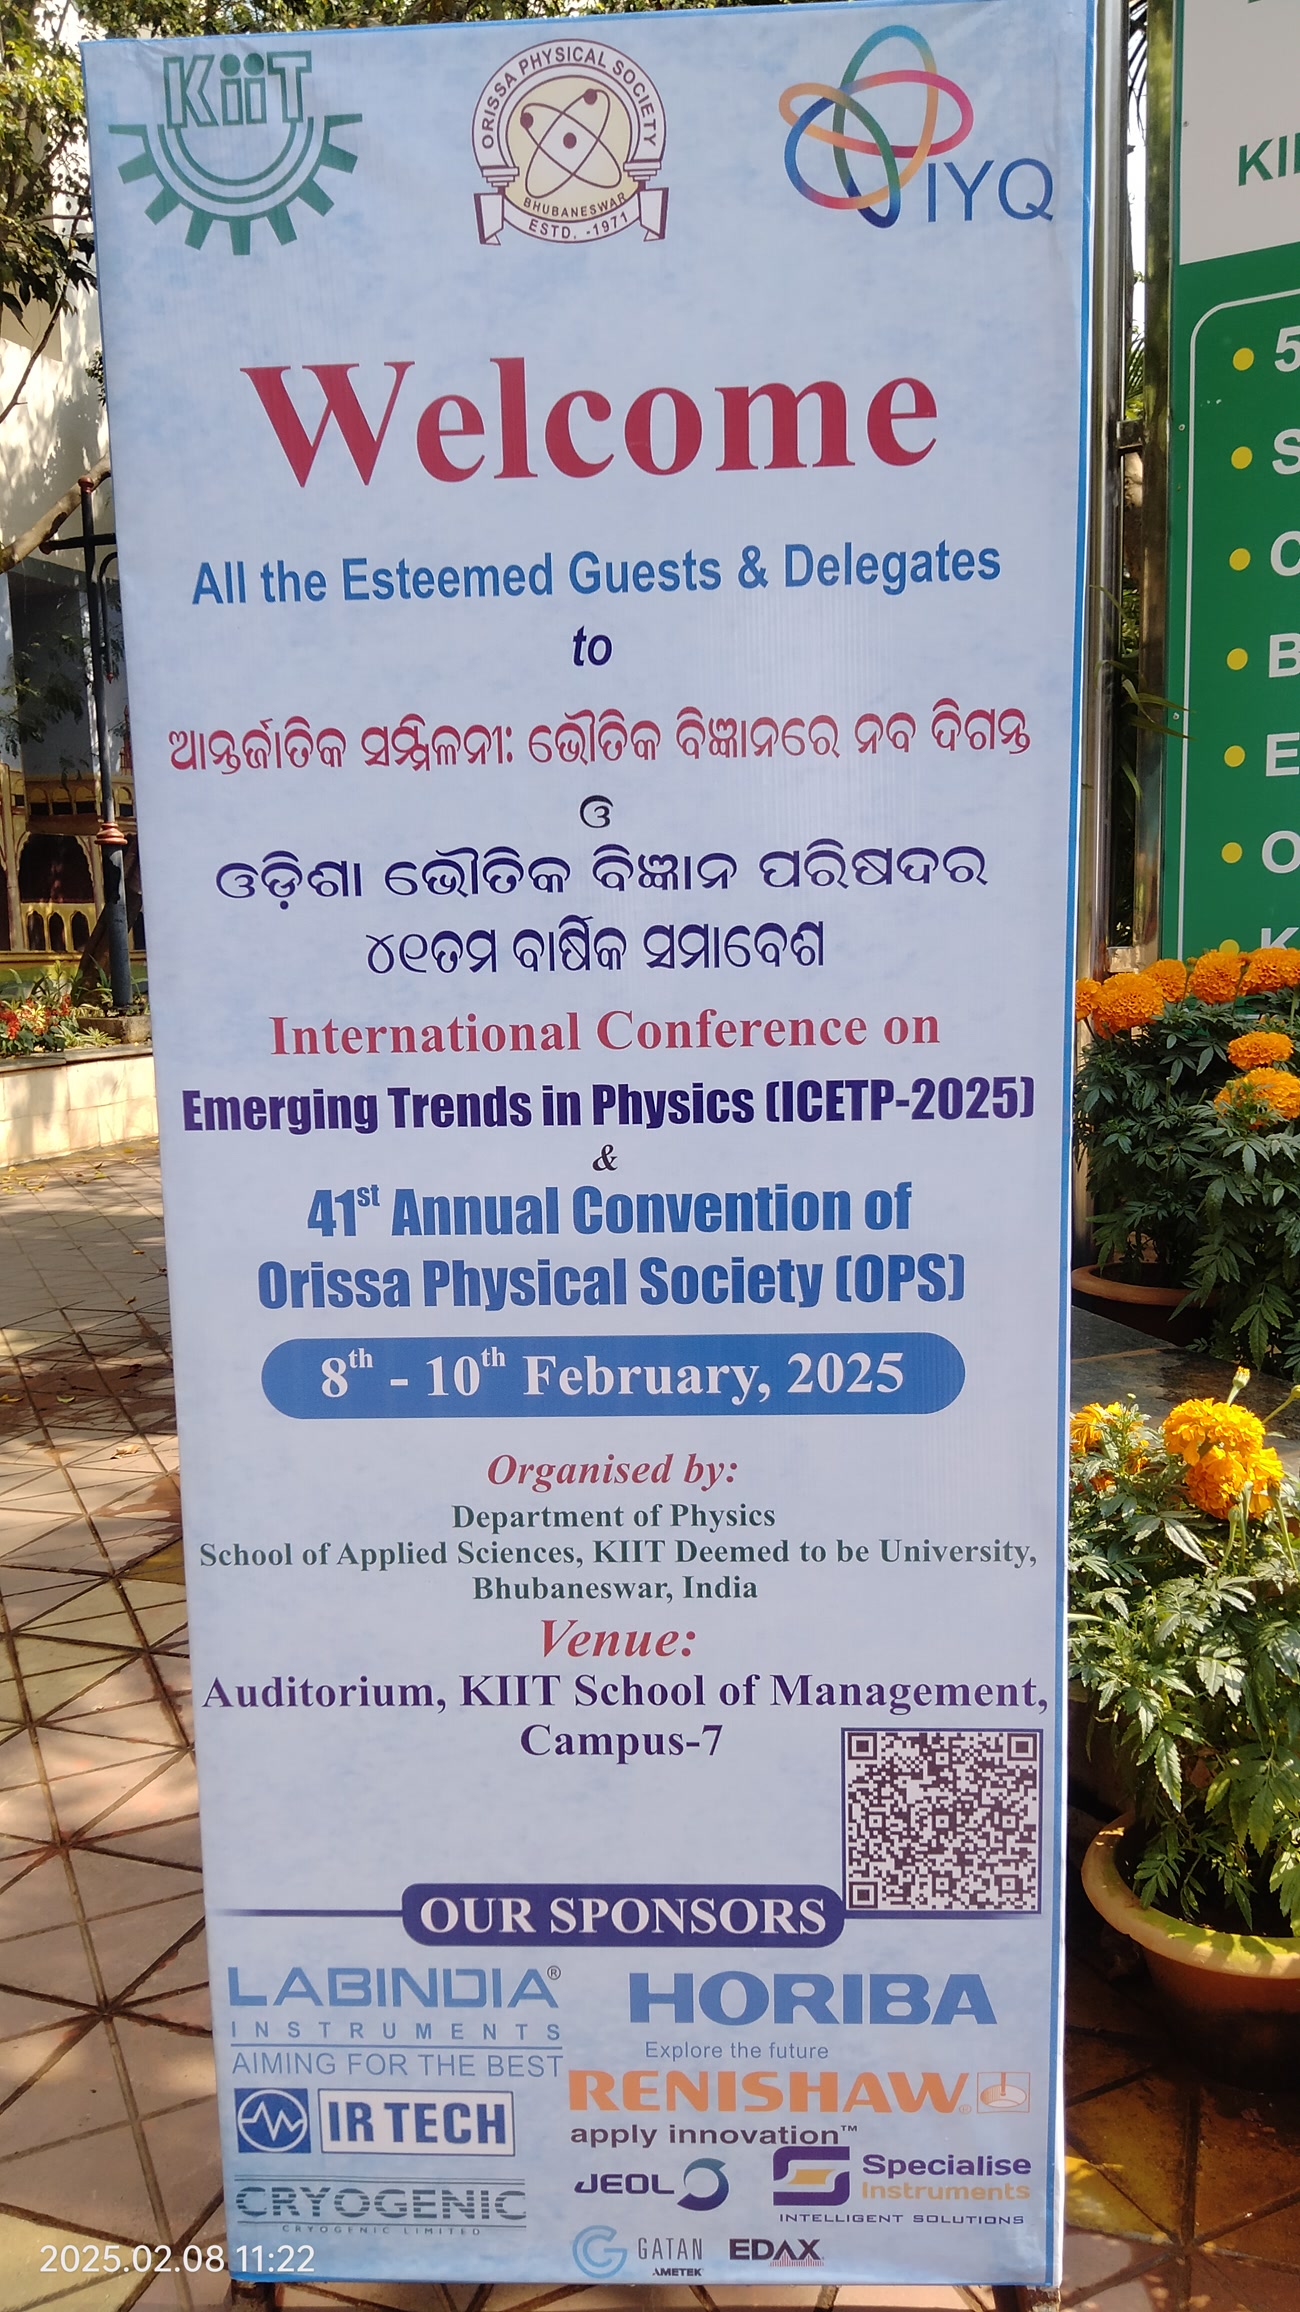 KiiT
ORISSA PHYSICAL SOCIETY
BHUBANESWAR
ESTD. -1971
IYQ
Welcome
All the Esteemed Guests & Delegates
to
ଆନ୍ତର୍ଜାତିକ ସମ୍ମିଳନୀ: ଭୌତିକ ବିଜ୍ଞାନରେ ନବ ଦିଗନ୍ତ
ଓ
ଓଡ଼ିଶା ଭୌତିକ ବିଜ୍ଞାନ ପରିଷଦର
୪୧ତମ ବାର୍ଷିକ ସମାବେଶ
International Conference on
Emerging Trends in Physics (ICETP-2025)
&
41st Annual Convention of
Orissa Physical Society (OPS)
8th - 10th February, 2025
Organised by:
Department of Physics
School of Applied Sciences, KIIT Deemed to be University,
Bhubaneswar, India
Venue:
Auditorium, KIIT School of Management,
Campus-7
OUR SPONSORS
LABINDIA®
INSTRUMENTS
AIMING FOR THE BEST
HORIBA
Explore the future
RENISHAW®
apply innovation™
IR TECH
JEOL
Specialise
Instruments
INTELLIGENT SOLUTIONS
CRYOGENIC
CRYOGENIC LIMITED
GATAN
AMETEK
EDAX
2025.02.08 11:22